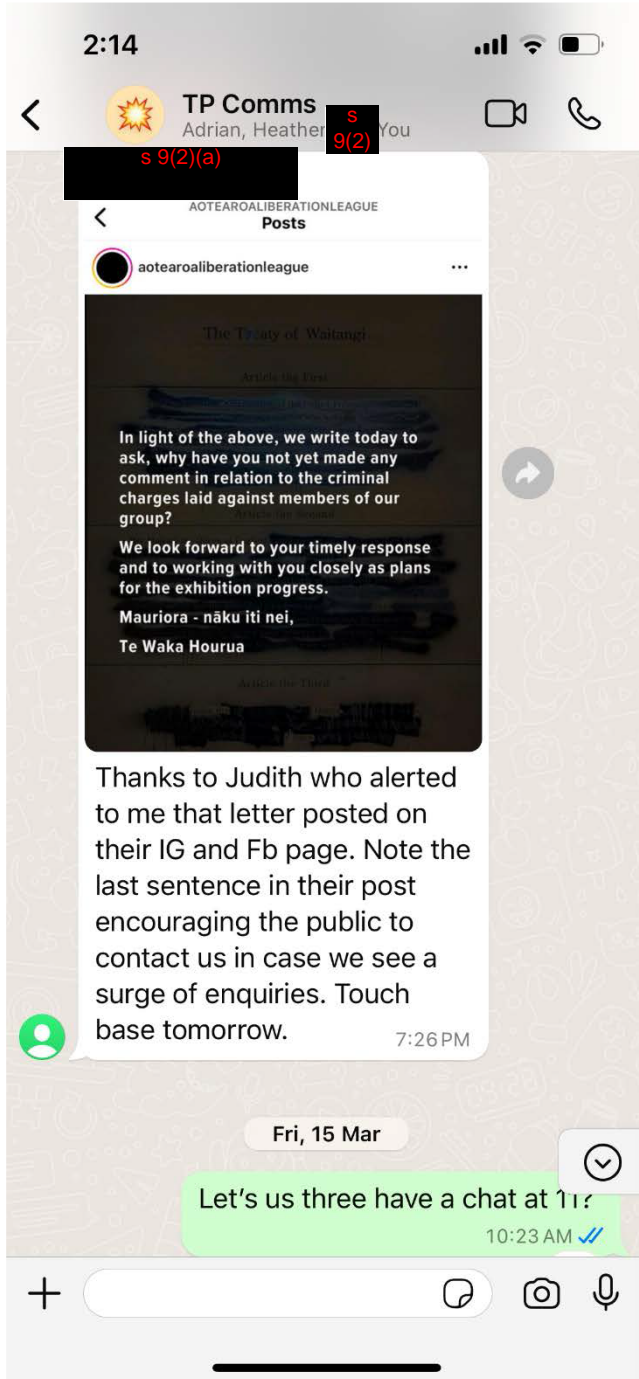 2:14
TP Comms
Adrian, Heather
You
s
9(2)
s 9(2)(a)
AOTEAROALIBERATIONLEAGUE
Posts
aotearoaliberationleague
The Treaty of Waitangi
Article the First
In light of the above, we write today to
ask, why have you not yet made any
comment in relation to the criminal
charges laid against members of our
group?
We look forward to your timely response
and to working with you closely as plans
for the exhibition progress.
Mauriora - nāku iti nei,
Te Waka Hourua
Article the Third
Thanks to Judith who alerted
to me that letter posted on
their IG and Fb page. Note the
last sentence in their post
encouraging the public to
contact us in case we see a
surge of enquiries. Touch
base tomorrow.
7:26 PM
Fri, 15 Mar
Let’s us three have a chat at 11?
10:23 AM